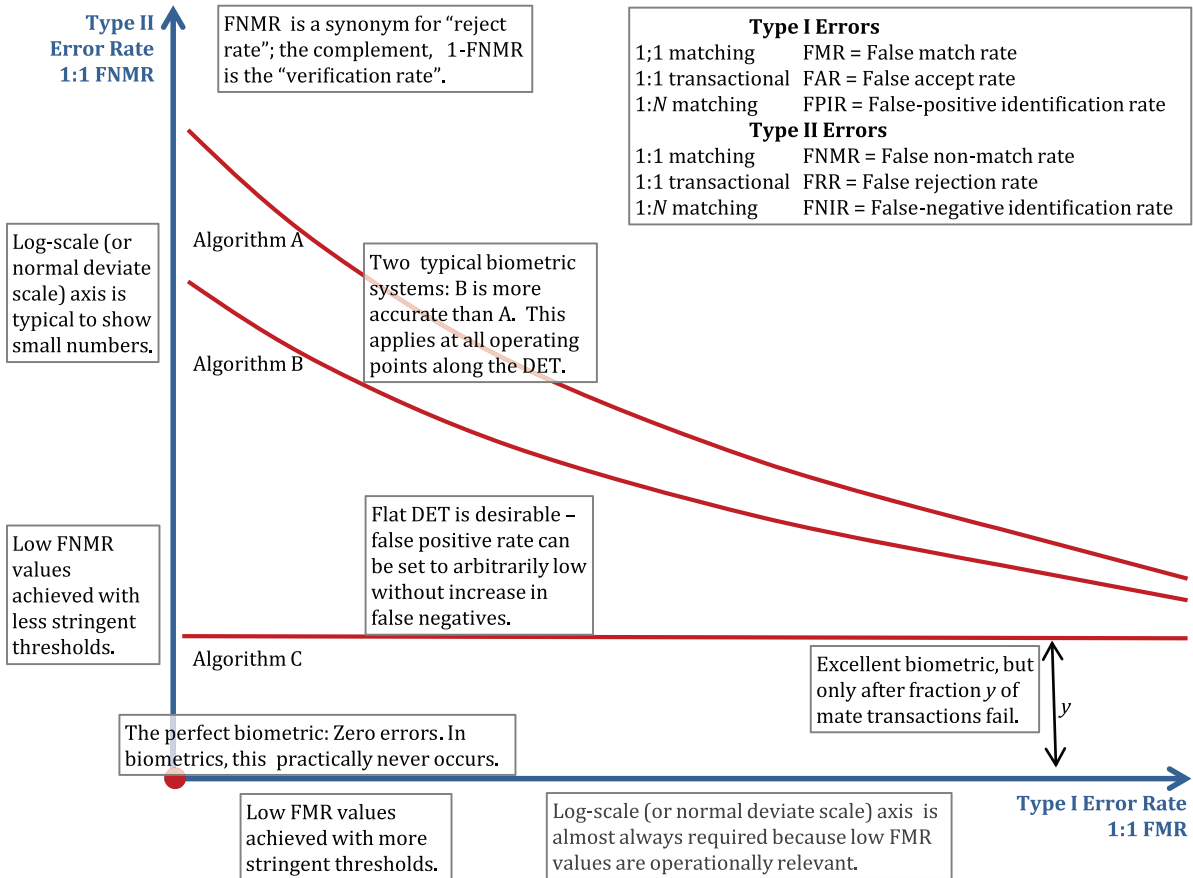 Type II
Error Rate
1:1 FNMR
FNMR is a synonym for “reject
rate”; the complement, 1-FNMR
is the “verification rate”.
Type I Errors
1;1 matching FMR = False match rate
1:1 transactional FAR = False accept rate
1:N matching FPIR = False-positive identification rate
Type II Errors
1:1 matching FNMR = False non-match rate
1:1 transactional FRR = False rejection rate
1:N matching FNIR = False-negative identification rate
Log-scale (or
normal deviate
scale) axis is
typical to show
small numbers.
Algorithm A
Two typical biometric
systems: B is more
accurate than A. This
applies at all operating
points along the DET.
Algorithm B
Flat DET is desirable –
false positive rate can
be set to arbitrarily low
without increase in
false negatives.
Low FNMR
values
achieved with
less stringent
thresholds.
Algorithm C
Excellent biometric, but
only after fraction y of
mate transactions fail.
y
The perfect biometric: Zero errors. In
biometrics, this practically never occurs.
Low FMR values
achieved with more
stringent thresholds.
Log-scale (or normal deviate scale) axis is
almost always required because low FMR
values are operationally relevant.
Type I Error Rate
1:1 FMR